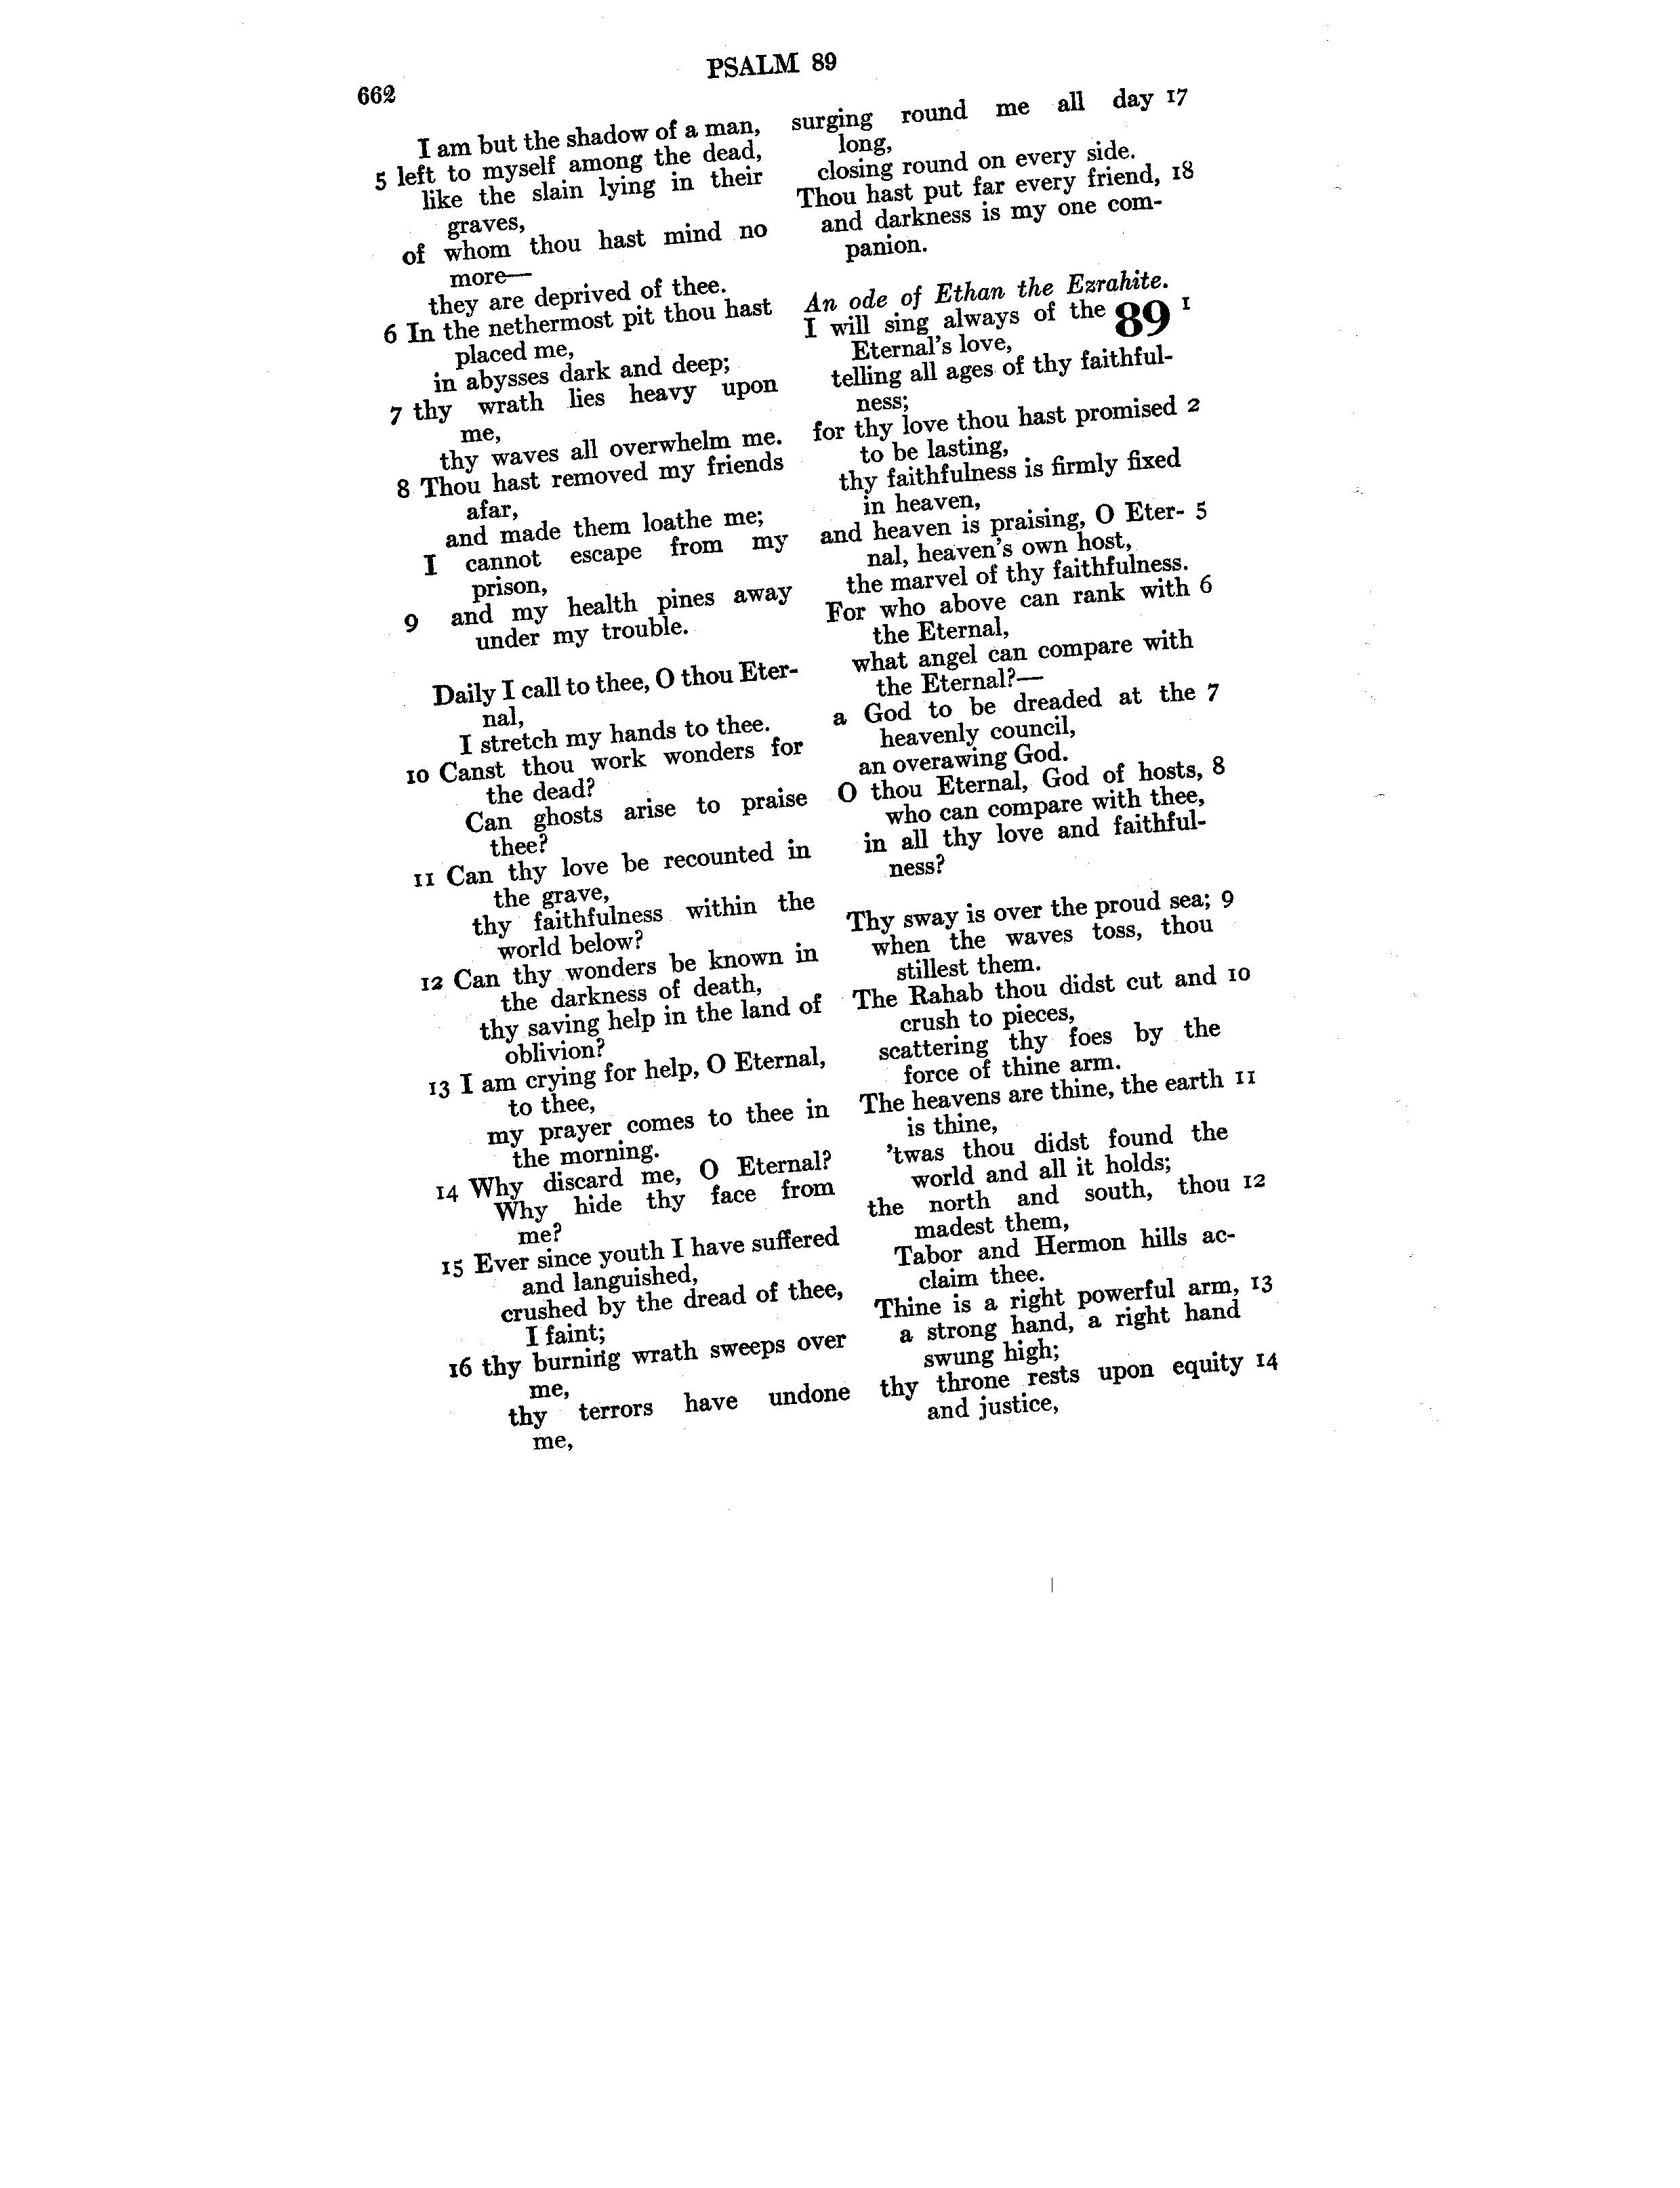 662
PSALM 89
I am but the shadow of a man,
5 left to myself among the dead,
like the slain lying in their
graves,
of whom thou hast mind no
more—
they are deprived of thee.
6 In the nethermost pit thou hast
placed me,
in abysses dark and deep;
7 thy wrath lies heavy upon
me,
thy waves all overwhelm me.
8 Thou hast removed my friends
afar,
and made them loathe me;
I cannot escape from my
prison,
9 and my health pines away
under my trouble.
Daily I call to thee, O thou Eter-
nal,
I stretch my hands to thee.
10 Canst thou work wonders for
the dead?
Can ghosts arise to praise
thee?
11 Can thy love be recounted in
the grave,
thy faithfulness within the
world below?
12 Can thy wonders be known in
the darkness of death,
thy saving help in the land of
oblivion?
13 I am crying for help, O Eternal,
to thee,
my prayer comes to thee in
the morning.
14 Why discard me, O Eternal?
Why hide thy face from
me?
15 Ever since youth I have suffered
and languished,
crushed by the dread of thee,
I faint;
16 thy burning wrath sweeps over
me,
thy terrors have undone
me,
surging round me all day 17
long,
closing round on every side.
Thou hast put far every friend, 18
and darkness is my one com-
panion.
An ode of Ethan the Ezrahite.
I will sing always of the 89 1
Eternal's love,
telling all ages of thy faithful-
ness;
for thy love thou hast promised 2
to be lasting,
thy faithfulness is firmly fixed
in heaven,
and heaven is praising, O Eter- 5
nal, heaven's own host,
the marvel of thy faithfulness.
For who above can rank with 6
the Eternal,
what angel can compare with
the Eternal?—
a God to be dreaded at the 7
heavenly council,
an overawing God.
O thou Eternal, God of hosts, 8
who can compare with thee,
in all thy love and faithful-
ness?
Thy sway is over the proud sea; 9
when the waves toss, thou
stillest them.
The Rahab thou didst cut and 10
crush to pieces,
scattering thy foes by the
force of thine arm.
The heavens are thine, the earth 11
is thine,
'twas thou didst found the
world and all it holds;
the north and south, thou 12
madest them,
Tabor and Hermon hills ac-
claim thee.
Thine is a right powerful arm, 13
a strong hand, a right hand
swung high;
thy throne rests upon equity 14
and justice,